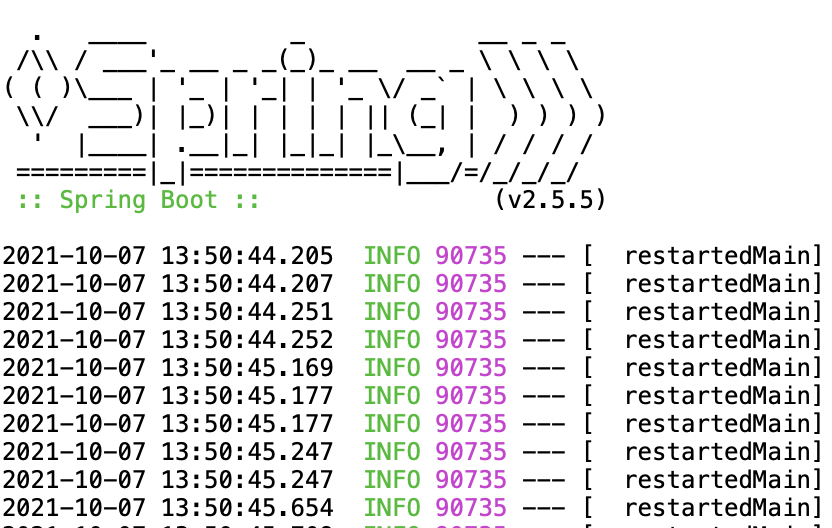 .   ____          _            __ _ _
 /\\ / ___'_ __ _ _(_)_ __  __ _ \ \ \ \
( ( )\___ | '_ | '_| | '_ \/ _` | \ \ \ \
 \\/  ___)| |_)| | | | | || (_| |  ) ) ) )
  '  |____| .__|_| |_|_| |_\__, | / / / /
 =========|_|==============|___/=/_/_/_/
 :: Spring Boot ::                (v2.5.5)
2021-10-07 13:50:44.205  INFO 90735 --- [  restartedMain]
2021-10-07 13:50:44.207  INFO 90735 --- [  restartedMain]
2021-10-07 13:50:44.251  INFO 90735 --- [  restartedMain]
2021-10-07 13:50:44.252  INFO 90735 --- [  restartedMain]
2021-10-07 13:50:45.169  INFO 90735 --- [  restartedMain]
2021-10-07 13:50:45.177  INFO 90735 --- [  restartedMain]
2021-10-07 13:50:45.177  INFO 90735 --- [  restartedMain]
2021-10-07 13:50:45.247  INFO 90735 --- [  restartedMain]
2021-10-07 13:50:45.247  INFO 90735 --- [  restartedMain]
2021-10-07 13:50:45.654  INFO 90735 --- [  restartedMain]